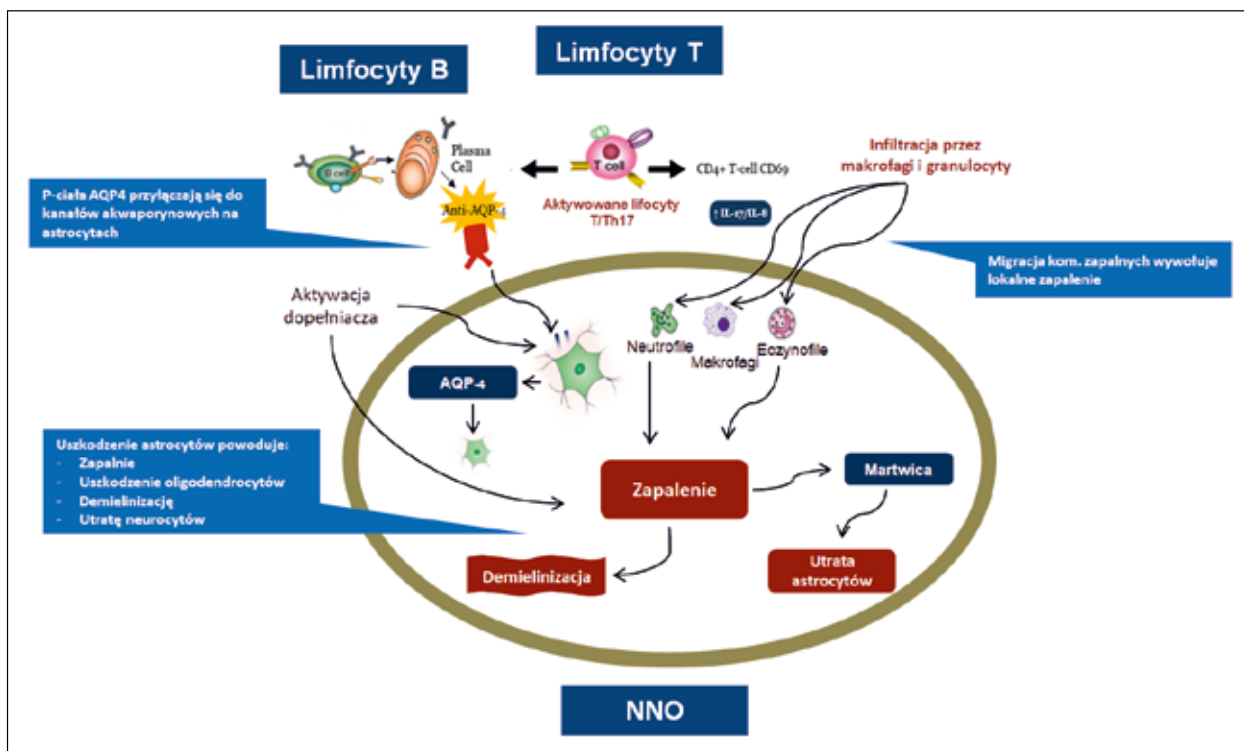 Limfocyty B
Limfocyty T
B cell
Plasma
Cell
Anti-AQP-4
T cell
Aktywowane lifocyty
T/Th17
CD4+ T-cell CD69
↑ IL-17/IL-8
Infiltracja przez
makrofagi i granulocyty
P-ciała AQP4 przyłączają się do
kanałów akwaporynowych na
astrocytach
Migracja kom. zapalnych wywołuje
lokalne zapalenie
Aktywacja
dopełniacza
AQP-4
Neutrofile
Makrofagi
Eozynofile
Uszkodzenie astrocytów powoduje:
- Zapalnie
- Uszkodzenie oligodendrocytów
- Demielinizację
- Utratę neurocytów
Zapalenie
Martwica
Demielinizacja
Utrata
astrocytów
NNO